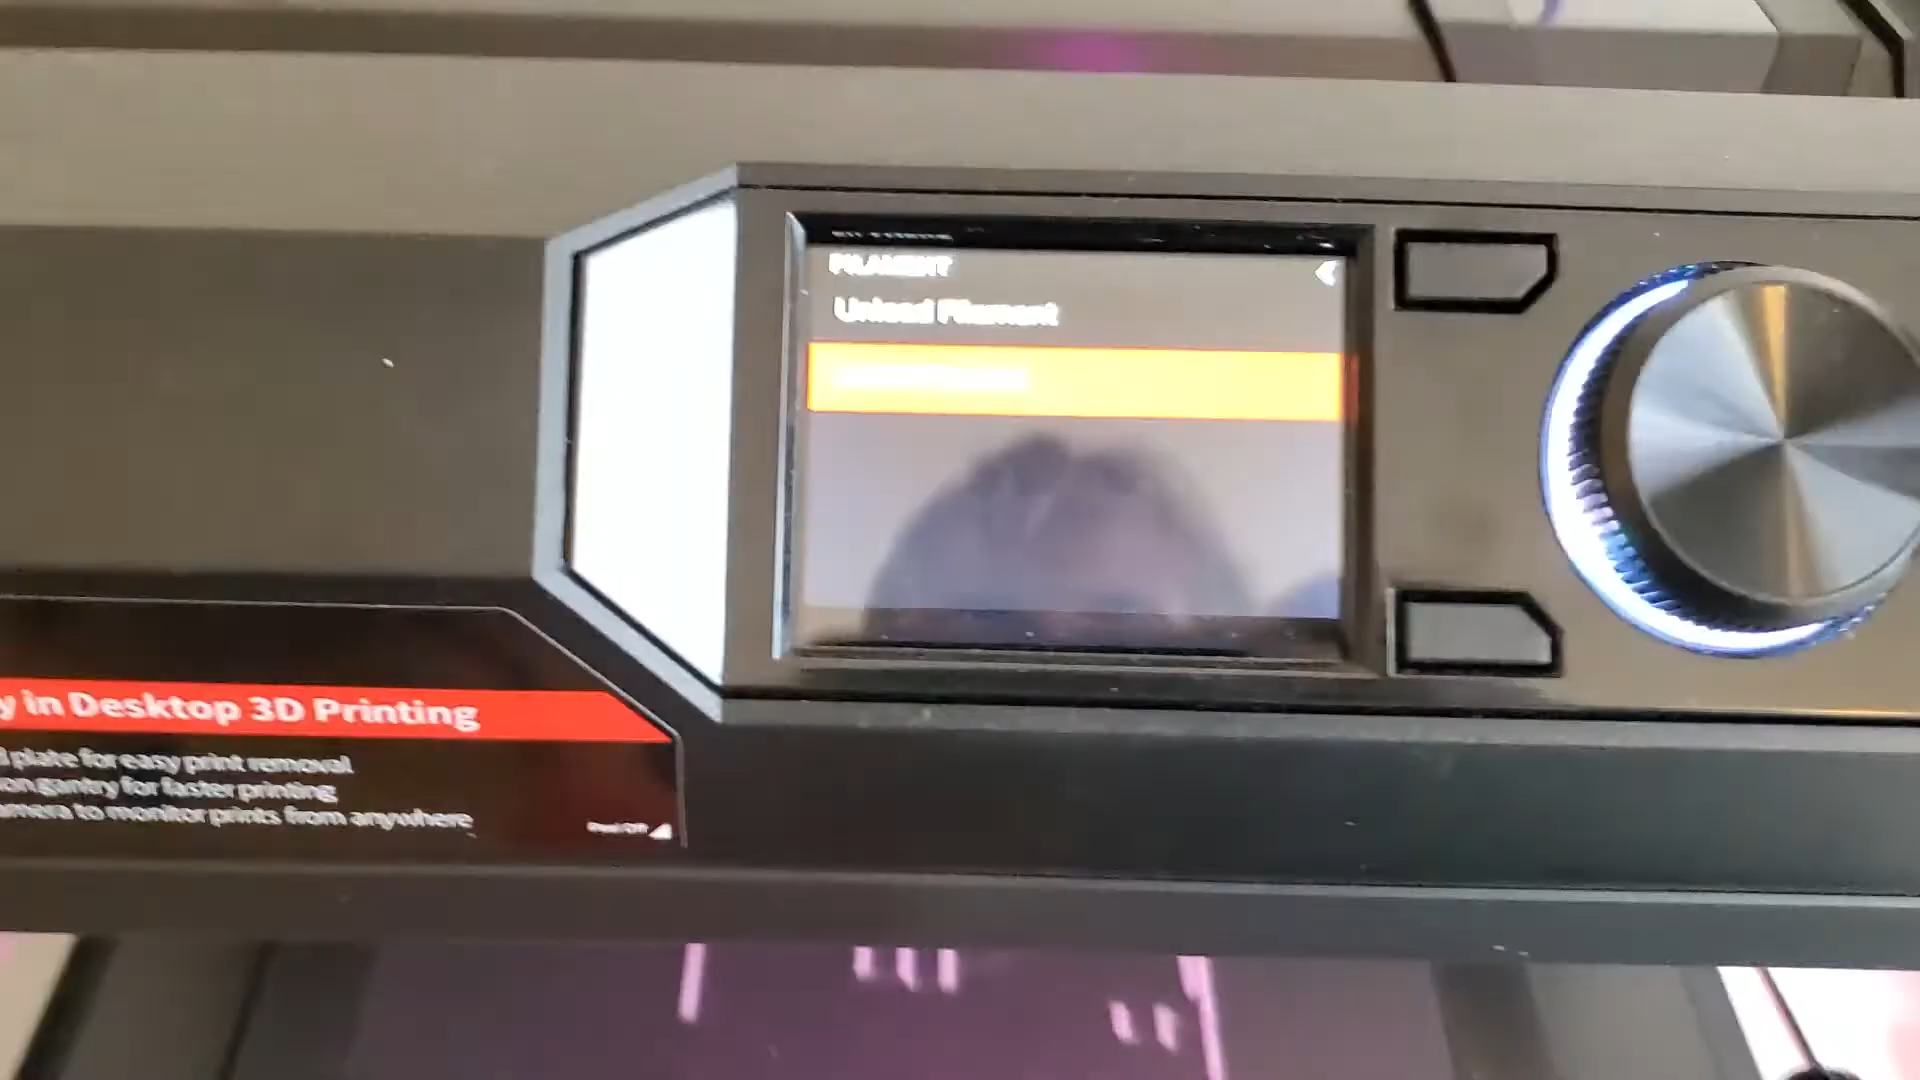 FILAMENT
Unload Filament
y in Desktop 3D Printing
plate for easy print removal
on gantry for faster printing
amera to monitor prints from anywhere